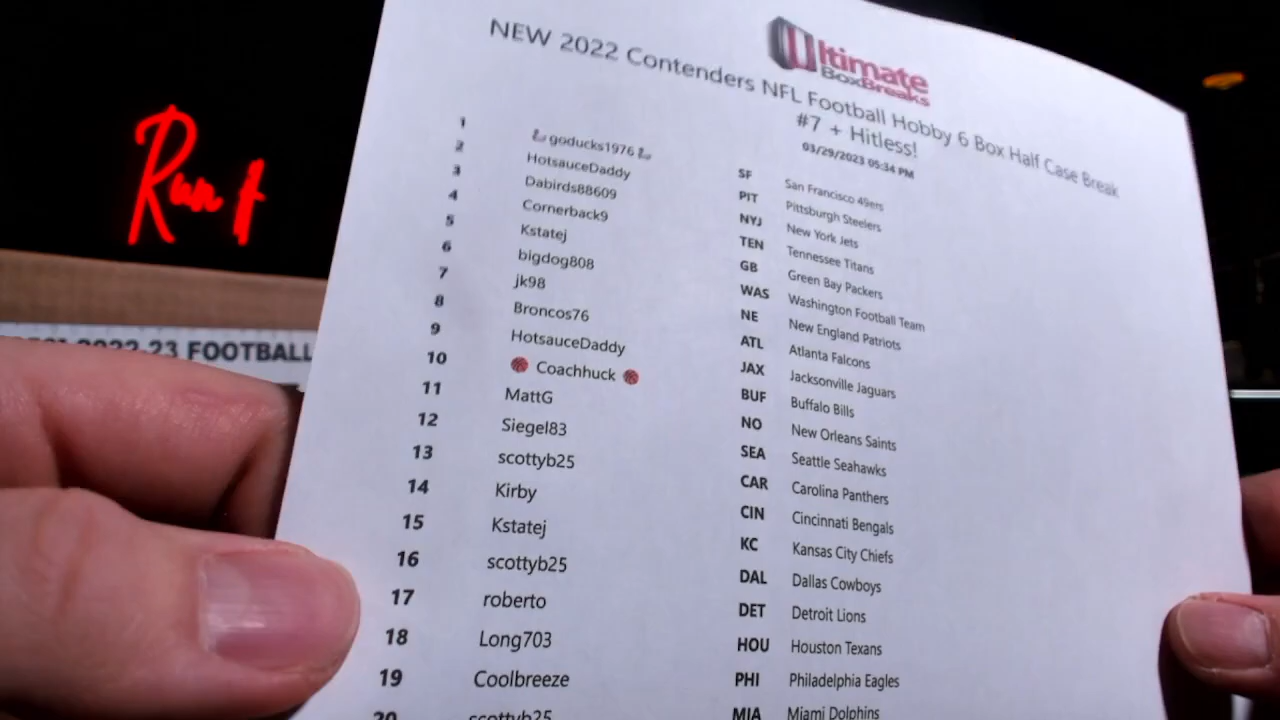 Ultimate
BoxBreaks
NEW 2022 Contenders NFL Football Hobby 6 Box Half Case Break
#7 + Hitless!
03/29/2023 05:34 PM
Run It
2022-23 FOOTBALL
1 goducks1976 SF San Francisco 49ers
2 HotsauceDaddy PIT Pittsburgh Steelers
3 Dabirds88609 NYJ New York Jets
4 Cornerback9 TEN Tennessee Titans
5 Kstatej GB Green Bay Packers
6 bigdog808 WAS Washington Football Team
7 jk98 NE New England Patriots
8 Broncos76 ATL Atlanta Falcons
9 HotsauceDaddy JAX Jacksonville Jaguars
10 Coachhuck BUF Buffalo Bills
11 MattG NO New Orleans Saints
12 Siegel83 SEA Seattle Seahawks
13 scottyb25 CAR Carolina Panthers
14 Kirby CIN Cincinnati Bengals
15 Kstatej KC Kansas City Chiefs
16 scottyb25 DAL Dallas Cowboys
17 roberto DET Detroit Lions
18 Long703 HOU Houston Texans
19 Coolbreeze PHI Philadelphia Eagles
20 scottyb25 MIA Miami Dolphins